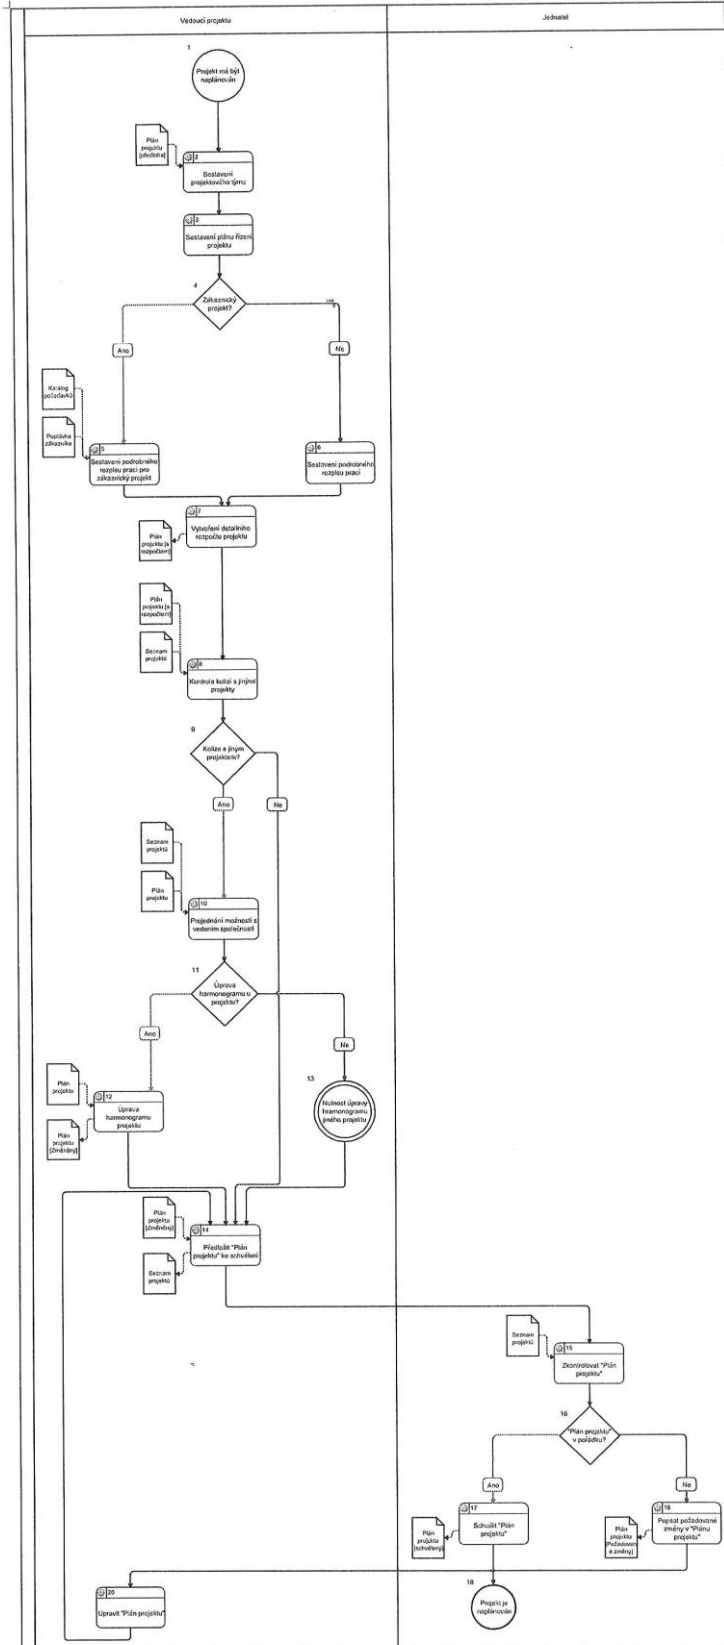 Vedoucí projektu
Jednatel
1
Projekt má být
naplánován
Plán
projektu
[předloha]
2
Sestavení
projektového týmu
3
Sestavení plánu řízení
projektu
4
Zákaznický
projekt?
Ano
Ne
Katalog
požadavků
Poptávka
zákazníka
5
Sestavení podrobného
rozpisu prací pro
zákaznický projekt
6
Sestavení podrobného
rozpisu prací
7
Vytvoření detailního
rozpočtu projektu
Plán
projektu [s
rozpočtem]
Plán
projektu [s
rozpočtem]
Seznam
projektů
8
Kontrola kolizí s jinými
projekty
9
Kolize s jiným
projektem?
Ano
Ne
Seznam
projektů
Plán
projektu
10
Projednání možností s
vedením společnosti
11
Úprava
harmonogramu u
projektu?
Ano
Ne
Plán
projektu
12
Úprava
harmonogramu
projektu
Plán
projektu
[Změněný]
13
Nutnost úpravy
hramonogramu
jiného projektu
Plán
projektu
[Změněný]
14
Předložit "Plán
projektu" ke schválení
Seznam
projektů
Seznam
projektů
15
Zkontrolovat "Plán
projektu"
16
"Plán projektu"
v pořádku?
Ano
Ne
17
Schválit "Plán
projektu"
Plán
projektu
[schválený]
19
Popsat požadované
změny v "Plánu
projektu"
Plán
projektu
[Požadovan
é změny]
18
Projekt je
naplánován
20
Upravit "Plán projektu"